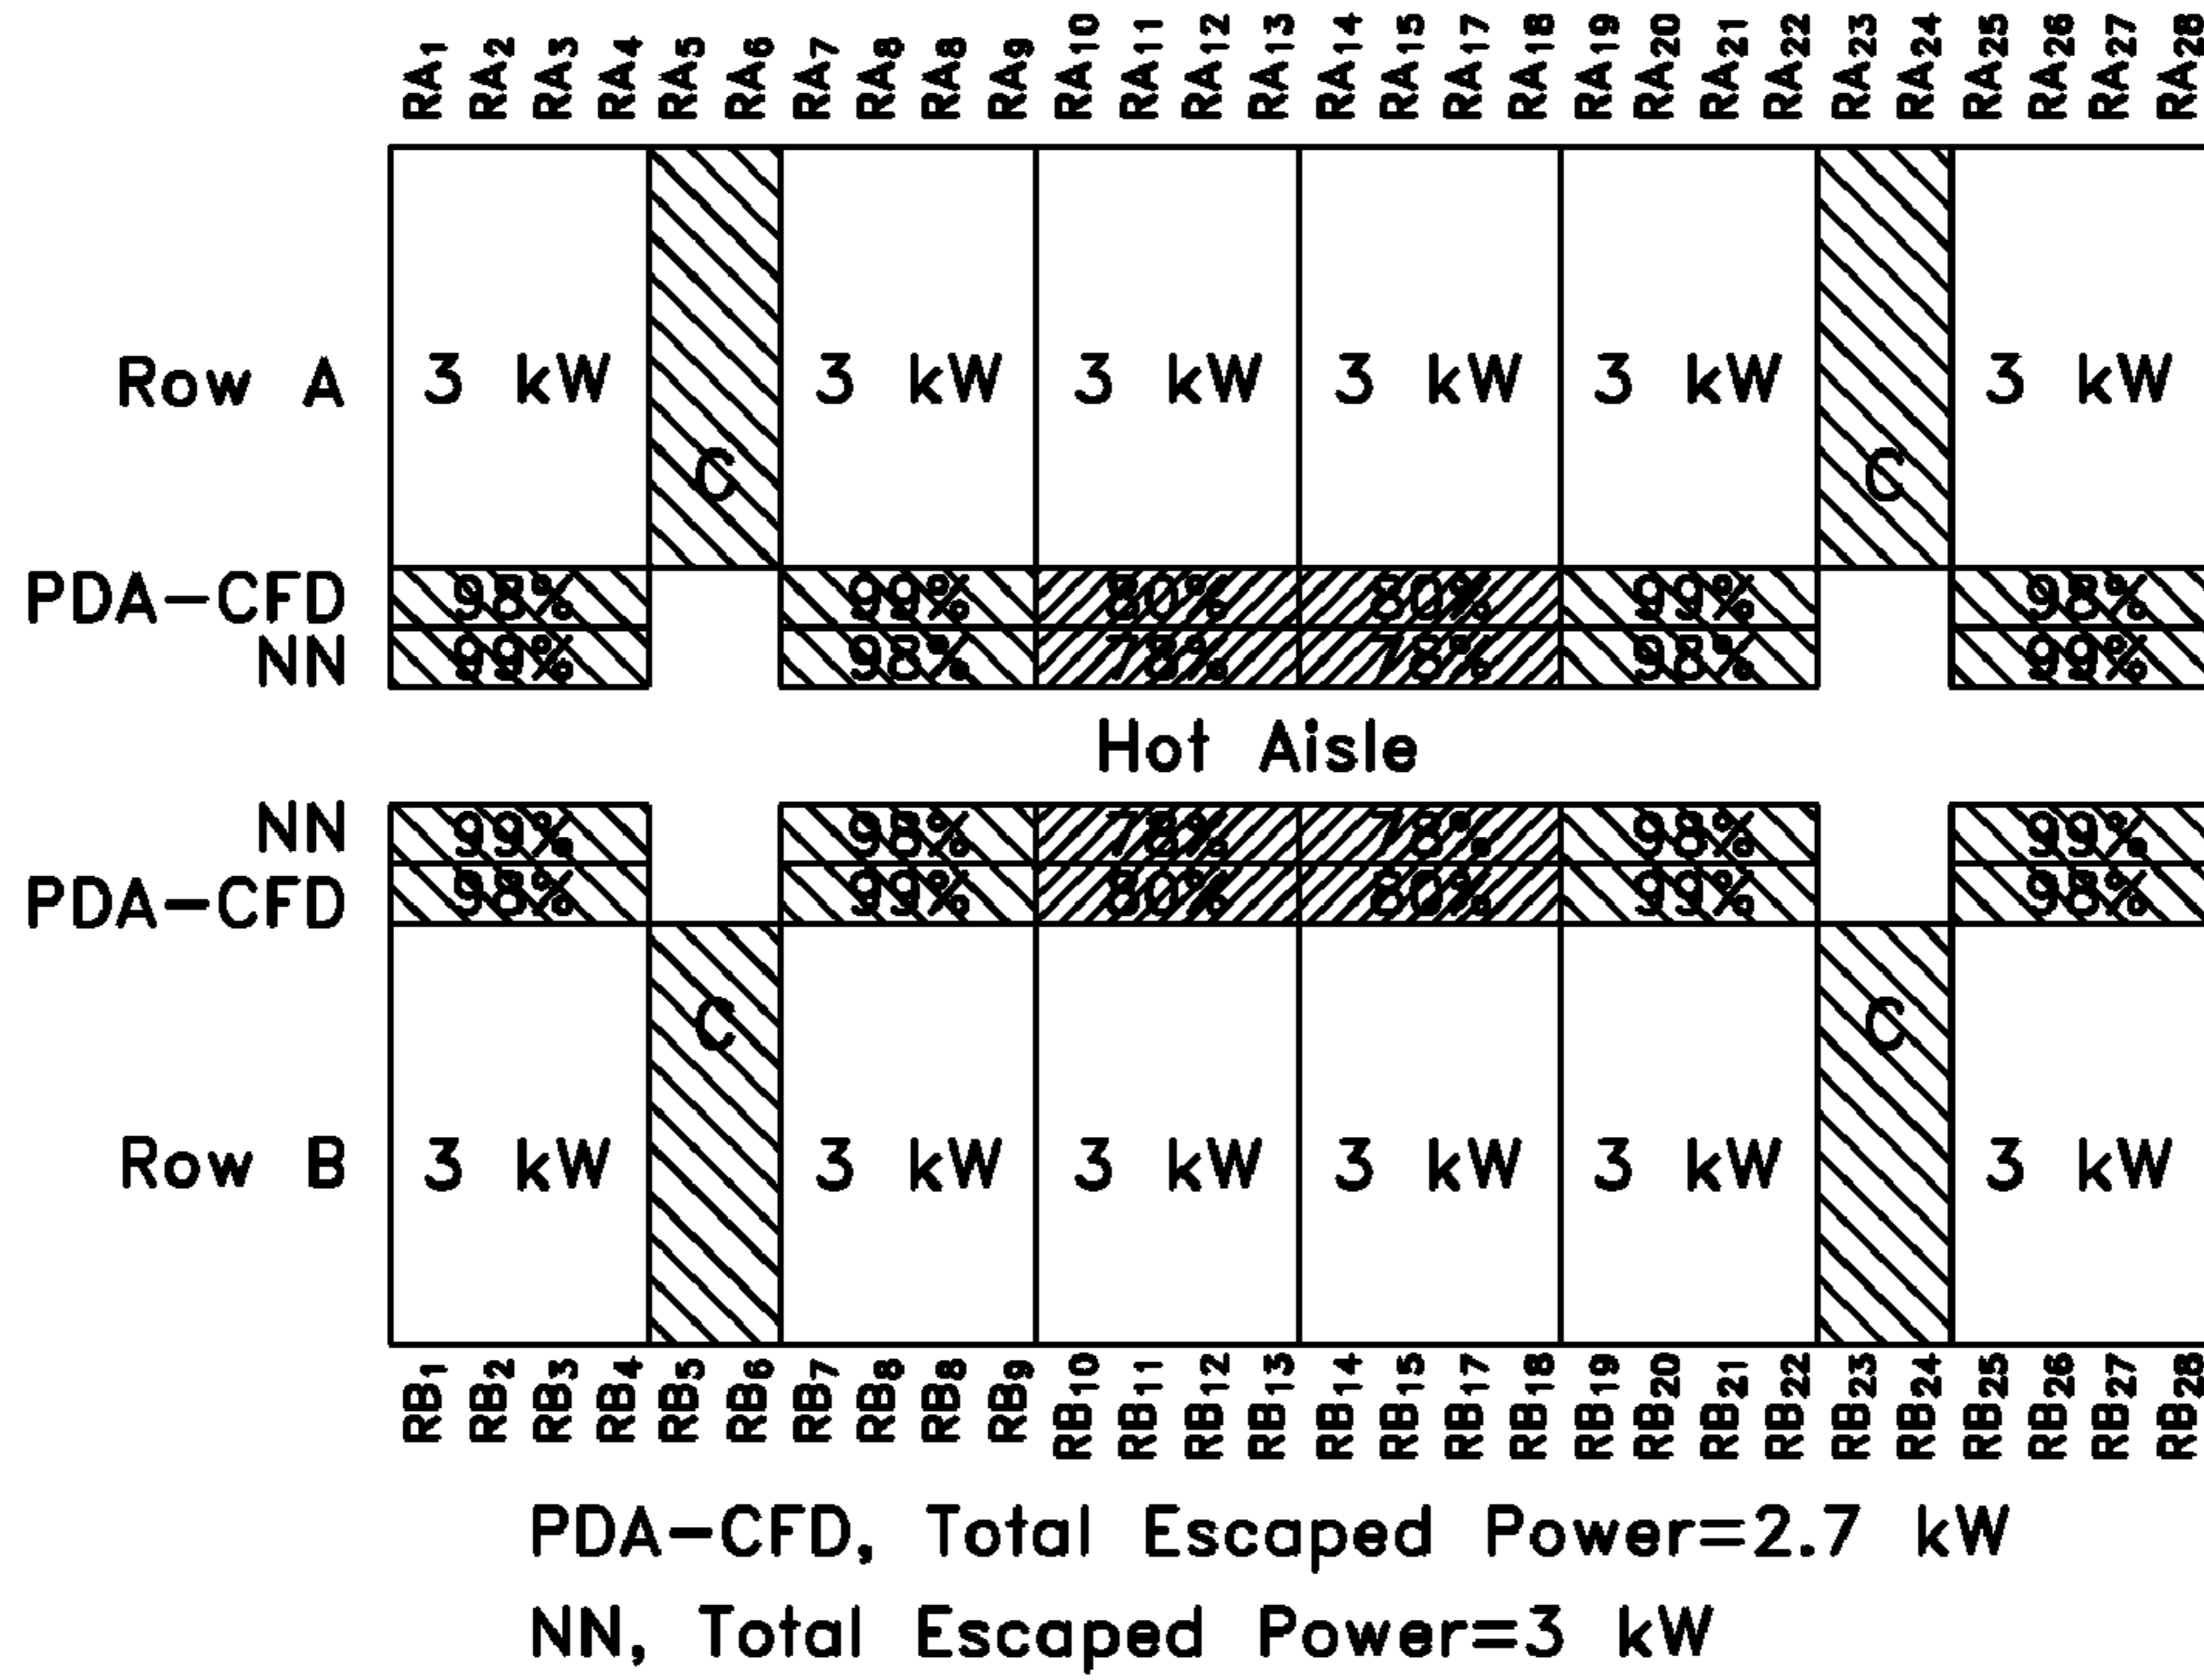 RA1 RA2 RA3 RA4 RA5 RA6 RA7 RA8 RA8 RA9 RA10 RA11 RA12 RA13 RA14 RA15 RA17 RA18 RA19 RA20 RA21 RA22 RA23 RA24 RA25 RA26 RA27 RA28
Row A 3 kW 3 kW 3 kW 3 kW 3 kW 3 kW
C C
PDA-CFD 98% 99% 80% 80% 99% 98%
NN 99% 98% 78% 78% 98% 99%
Hot Aisle
NN 99% 98% 78% 78% 98% 99%
PDA-CFD 98% 99% 80% 80% 99% 98%
C C
Row B 3 kW 3 kW 3 kW 3 kW 3 kW 3 kW
RB1 RB2 RB3 RB4 RB5 RB6 RB7 RB8 RB8 RB9 RB10 RB11 RB12 RB13 RB14 RB15 RB17 RB18 RB19 RB20 RB21 RB22 RB23 RB24 RB25 RB26 RB27 RB28
PDA-CFD, Total Escaped Power=2.7 kW
NN, Total Escaped Power=3 kW